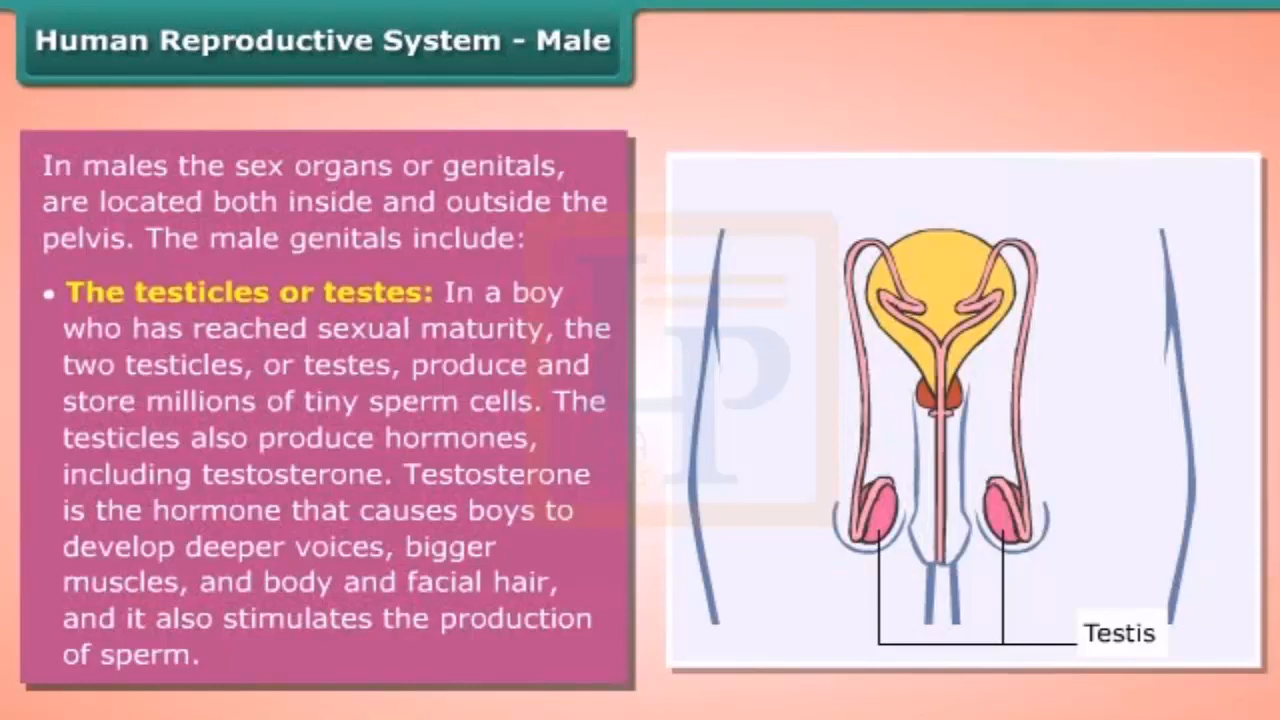 Human Reproductive System - Male
In males the sex organs or genitals,
are located both inside and outside the
pelvis. The male genitals include:
• The testicles or testes: In a boy
who has reached sexual maturity, the
two testicles, or testes, produce and
store millions of tiny sperm cells. The
testicles also produce hormones,
including testosterone. Testosterone
is the hormone that causes boys to
develop deeper voices, bigger
muscles, and body and facial hair,
and it also stimulates the production
of sperm.
Testis